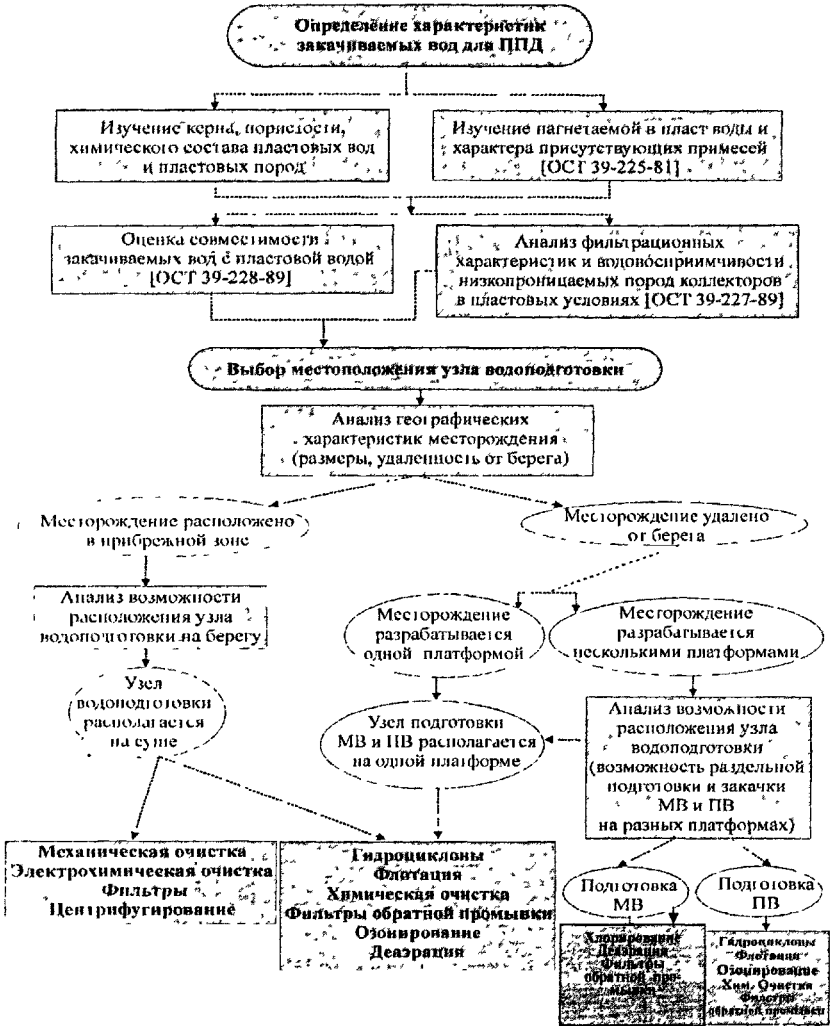 Определение характеристик
закачиваемых вод для ППД
Изучение керна, пористости,
химического состава пластовых вод
и пластовых пород
Изучение нагнетаемой в пласт воды и
характера присутствующих примесей
[ОСТ 39-225-81]
Оценка совместимости
закачиваемых вод с пластовой водой
[ОСТ 39-228-89]
Анализ фильтрационных
характеристик и водовосприимчивости
низкопроницаемых пород коллекторов
в пластовых условиях [ОСТ 39-227-89]
Выбор местоположения узла водоподготовки
Анализ географических
характеристик месторождения
(размеры, удаленность от берега)
Месторождение расположено
в прибрежной зоне
Месторождение удалено
от берега
Анализ возможности
расположения узла
водоподготовки на берегу
Месторождение
разрабатывается
одной платформой
Месторождение
разрабатывается
несколькими платформами
Узел
водоподготовки
располагается
на суше
Узел подготовки
МВ и ПВ располагается
на одной платформе
Анализ возможности
расположения узла
водоподготовки
(возможность раздельной
подготовки и закачки
МВ и ПВ
на разных платформах)
Механическая очистка
Электрохимическая очистка
Фильтры
Центрифугирование
Гидроциклоны
Флотация
Химическая очистка
Фильтры обратной промывки
Озонирование
Деаэрация
Подготовка
МВ
Подготовка
ПВ
Хлорирование
Деаэрация
Фильтры
обратной про-
мывки
Гидроциклоны
Флотация
Озонирование
Хим. Очистка
Фильтры
обратной промывки